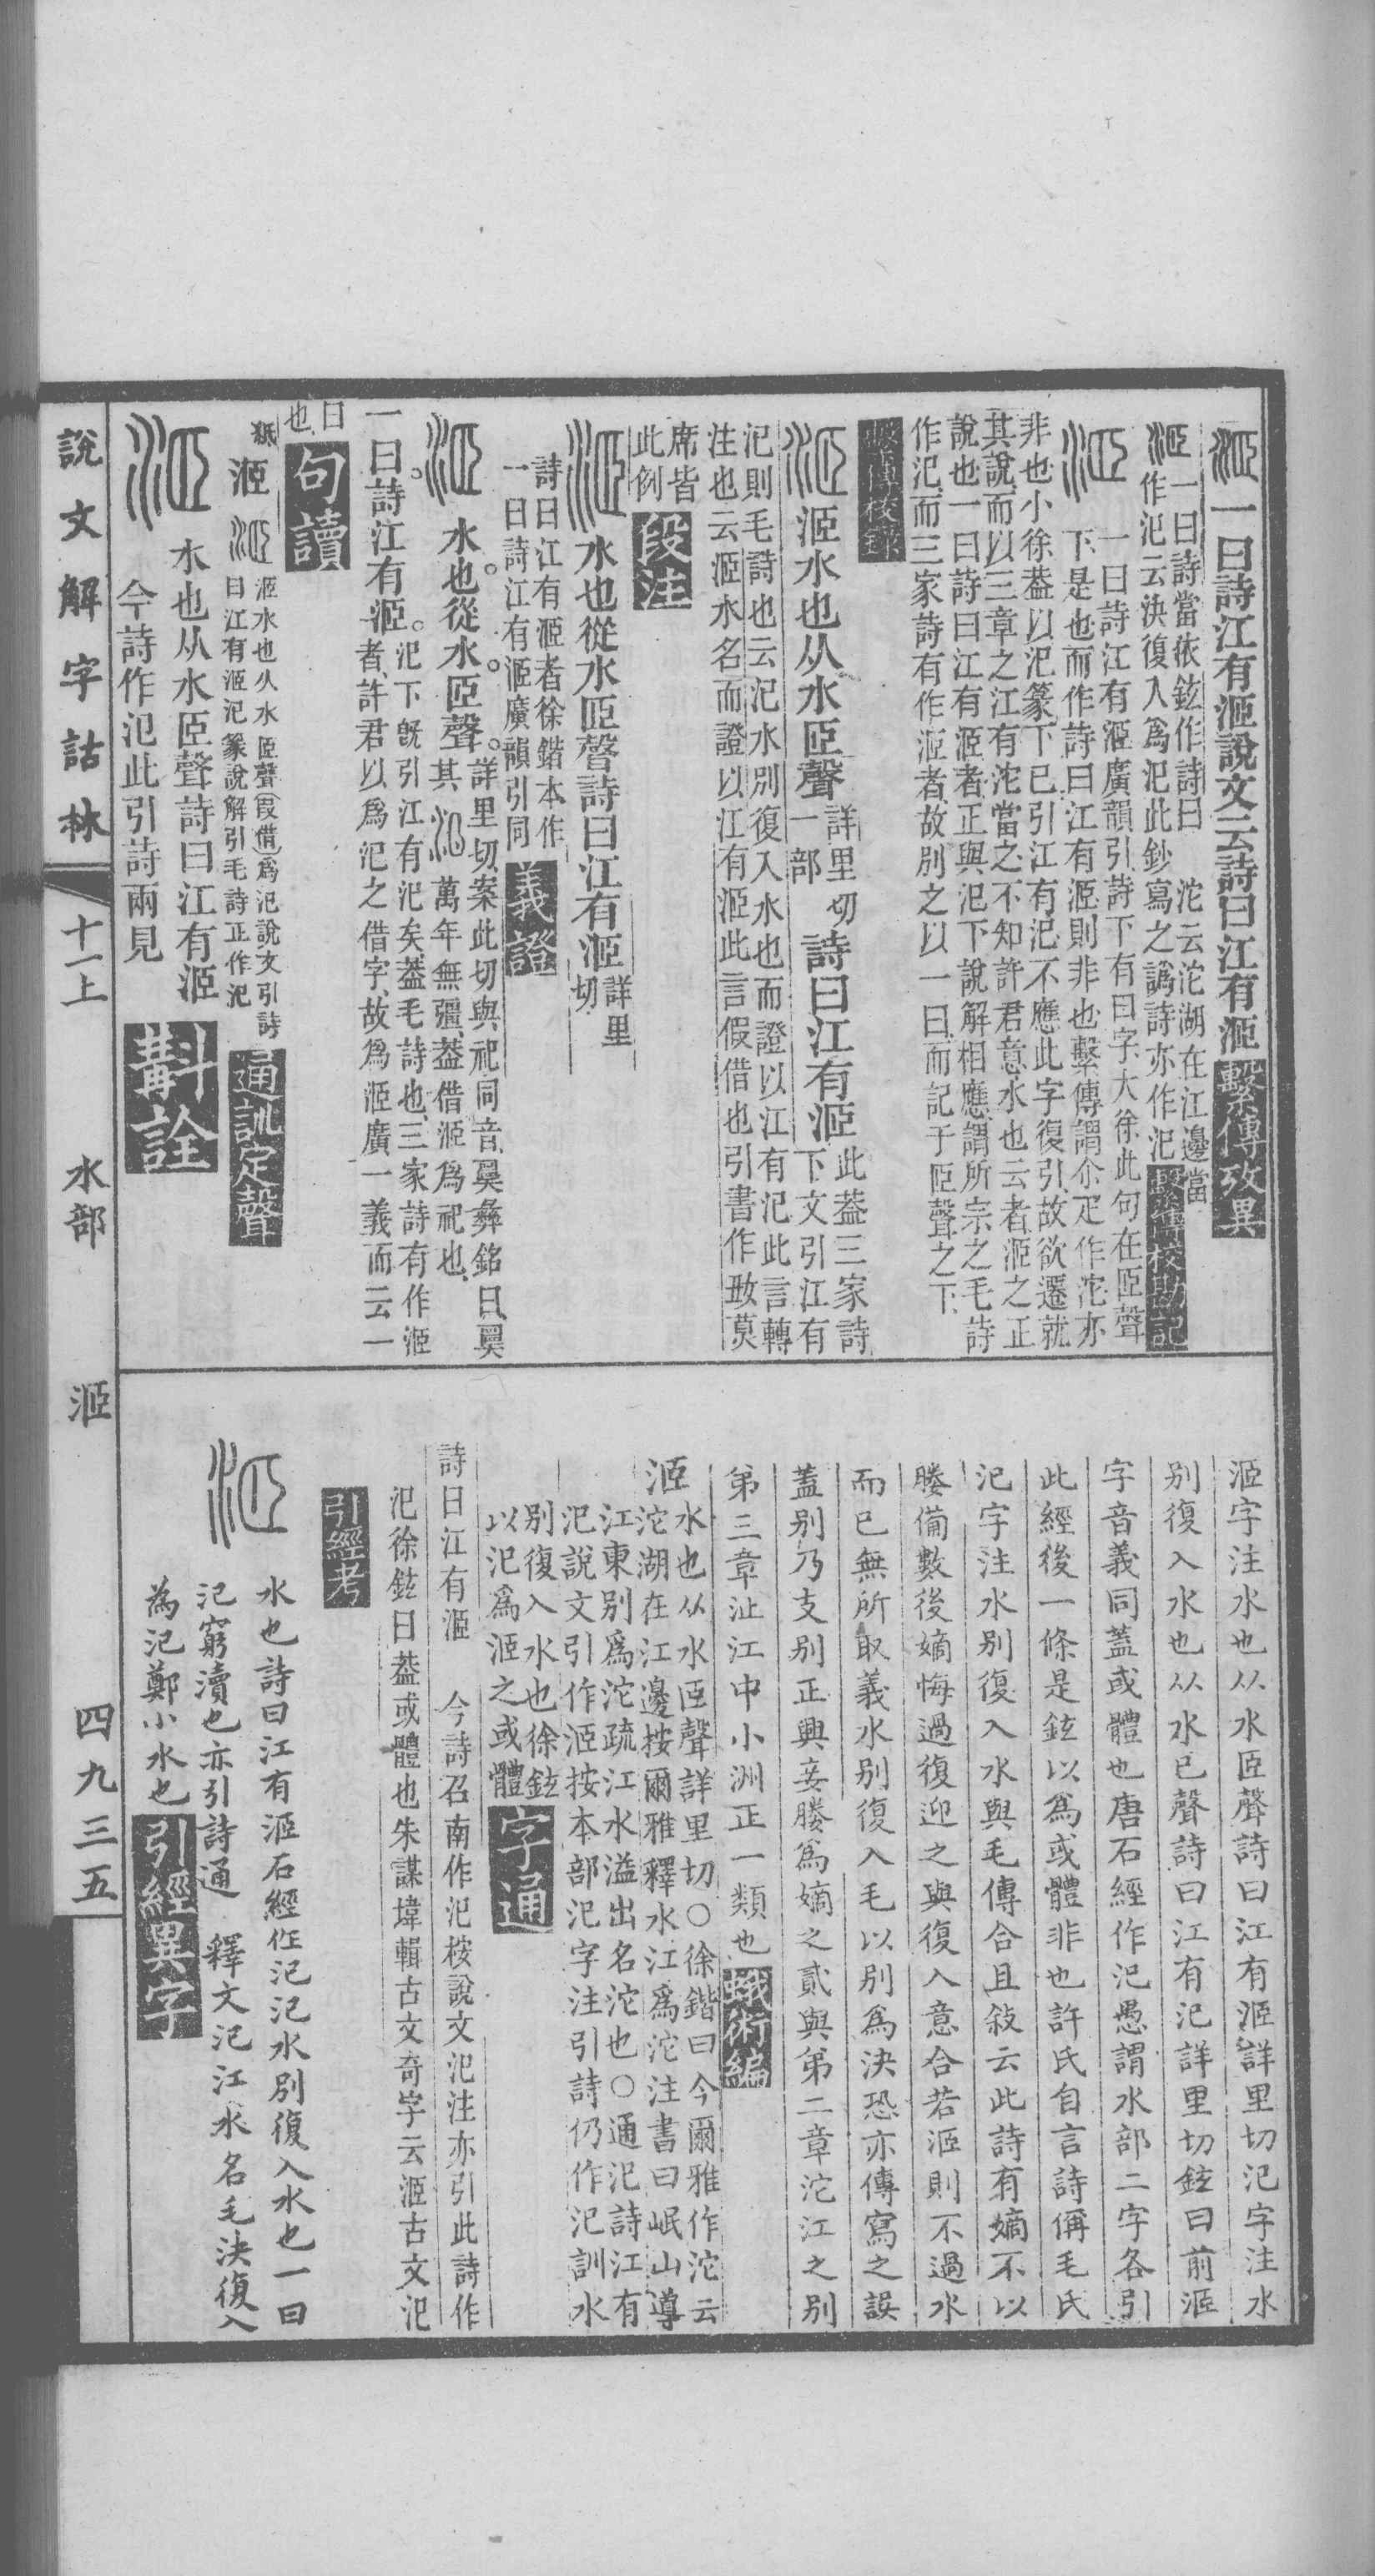 洍一曰詩江有洍說文云詩曰江有洍繫傳攷異
洍一曰詩當依鉉作詩曰 沱云沱湖在江邊當
作汜云決復入爲汜此鈔寫之譌詩亦作汜繫傳校勘記
洍 一曰詩江有洍廣韻引詩下有曰字大徐此句在𦣞聲
下是也而作詩曰江有洍則非也繫傳謂尒疋作沱亦
非也小徐葢以汜篆下已引江有汜不應此字復引故欲遷就
其說而以三章之江有沱當之不知許君意水也云者洍之正
說也一曰詩曰江有洍者正與汜下說解相應謂所宗之毛詩
作汜而三家詩有作洍者故別之以一曰而記于𦣞聲之下
繫傳校錄
洍 洍水也从水𦣞聲詳里切一部詩曰江有洍此葢三家詩下文引江有
汜則毛詩也云汜水別復入水也而證以江有汜此言轉
注也云洍水名而證以江有洍此言假借也引書作𡚽莫
席皆此例段注
洍 水也從水𦣞聲詩曰江有洍詳里切
詩曰江有洍者徐鍇本作
一曰詩江有洍廣韻引同義證
洍 水也從水𦣞聲詳里切案此切與祀同音㠱彝銘曰㠱
其洍萬年無疆葢借洍爲祀也
一曰詩江有洍汜下旣引江有汜矣葢毛詩也三家詩有作洍
者許君以爲汜之借字故爲洍廣一義而云一
曰也句讀
洍 洍水也从水𦣞聲(叚借)爲汜說文引詩
曰江有洍汜篆說解引毛詩正作汜通訓定聲
洍 水也从水𦣞聲詩曰江有洍
今詩作汜此引詩兩見斠詮
洍字注水也从水𦣞聲詩曰江有洍詳里切汜字注水
別復入水也从水巳聲詩曰江有汜詳里切鉉曰前洍
字音義同蓋或體也唐石經作汜愚謂水部二字各引
此經後一條是鉉以爲或體非也許氏自言詩偁毛氏
汜字注水別復入水與毛傳合且敍云此詩有嫡不以
媵備數後嫡悔過復迎之與復入意合若洍則不過水
而已無所取義水別復入毛以別爲決恐亦傳寫之誤
蓋別乃支別正興妾媵爲嫡之貳與第二章沱江之別
第三章沚江中小洲正一類也蛾術編
洍水也从水𦣞聲詳里切○徐鍇曰今爾雅作沱云
沱湖在江邊按爾雅釋水江爲沱注書曰岷山導
江東別爲沱疏江水溢出名沱也○通汜詩江有
汜說文引作洍按本部汜字注引詩仍作汜訓水
別復入水也徐鉉
以汜爲洍之或體字通
詩曰江有洍 今詩召南作汜按說文汜注亦引此詩作
汜徐鉉曰葢或體也朱謀㙔輯古文奇字云洍古文汜
引經考
洍 水也詩曰江有洍石經作汜汜水別復入水也一曰
汜窮瀆也亦引詩通 釋文汜江水名毛決復入
為汜鄭小水也引經異字
說文解字詁林 十一上 水部 洍 四九三五